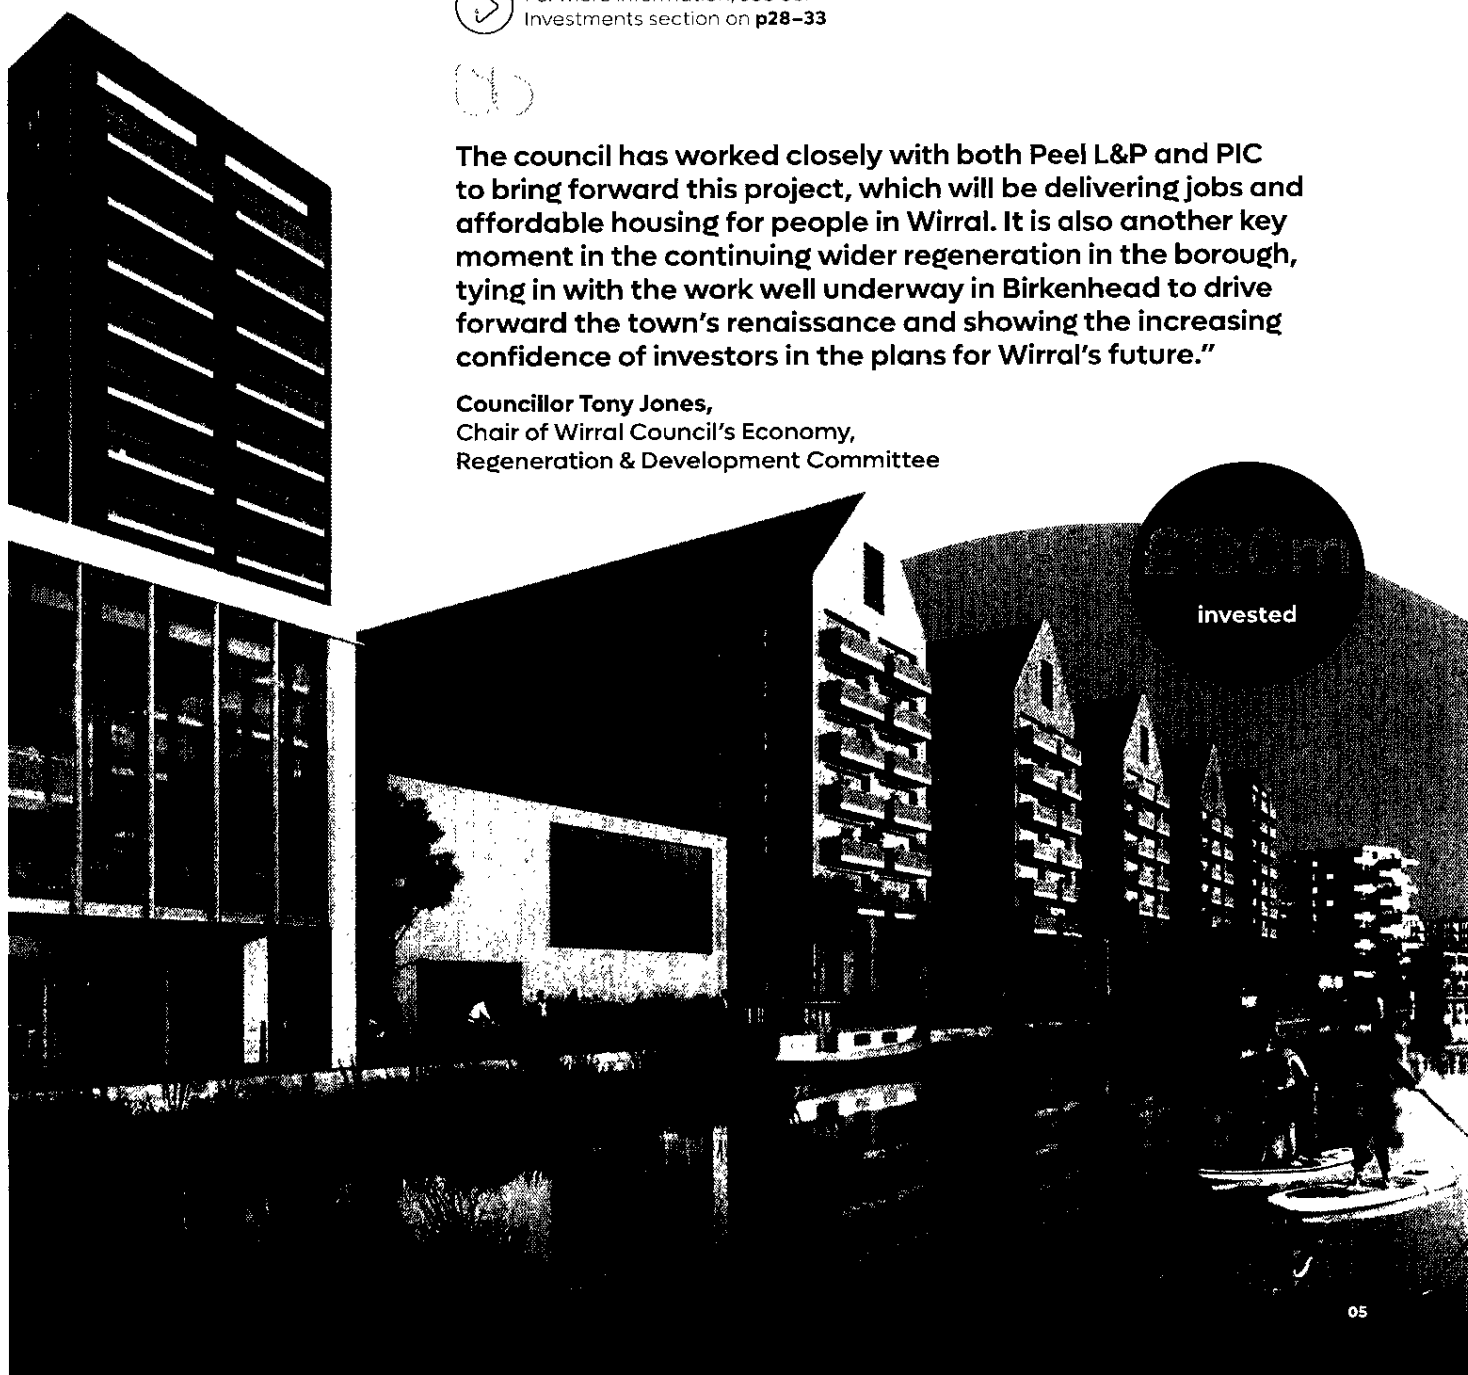 Investments section on p28–33
The council has worked closely with both Peel L&P and PIC
to bring forward this project, which will be delivering jobs and
affordable housing for people in Wirral. It is also another key
moment in the continuing wider regeneration in the borough,
tying in with the work well underway in Birkenhead to drive
forward the town's renaissance and showing the increasing
confidence of investors in the plans for Wirral's future.”
Councillor Tony Jones,
Chair of Wirral Council's Economy,
Regeneration & Development Committee
invested
05